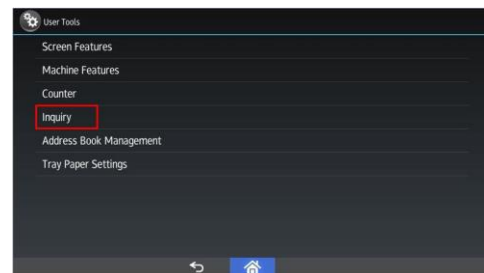 User Tools
Screen Features
Machine Features
Counter
Inquiry
Address Book Management
Tray Paper Settings